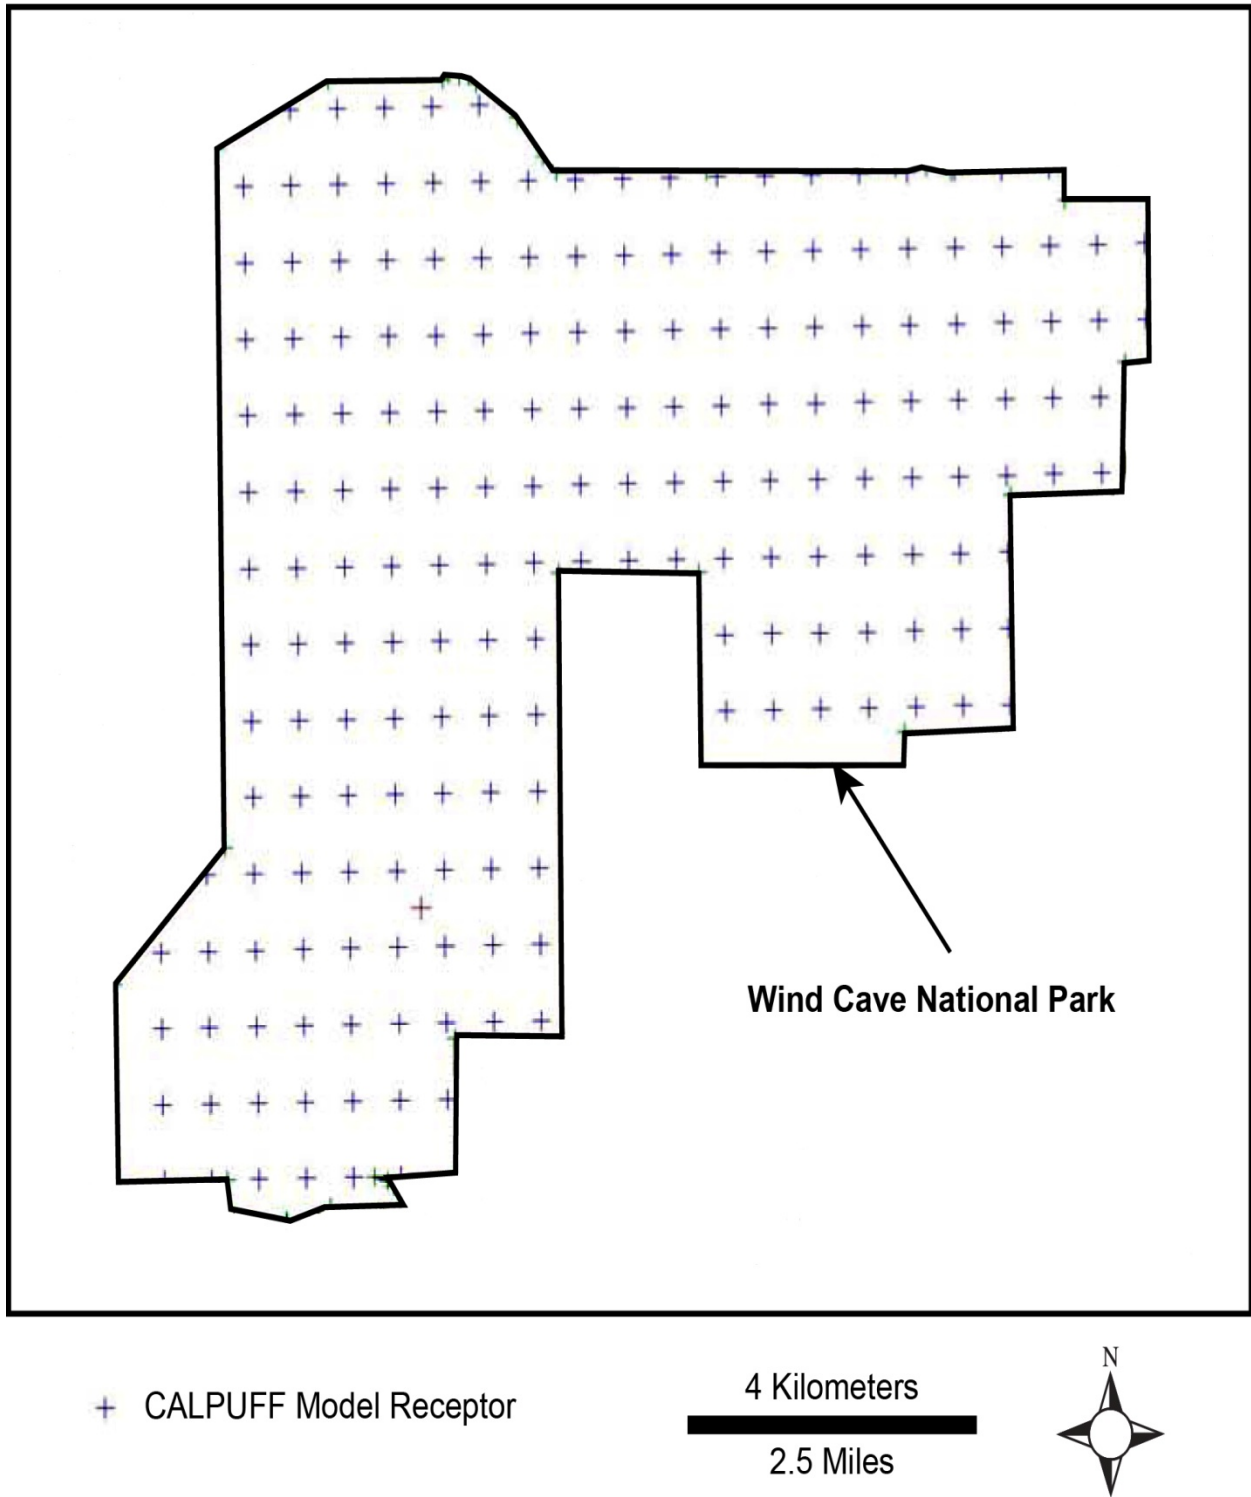 Wind Cave National Park
CALPUFF Model Receptor
4 Kilometers
2.5 Miles
N